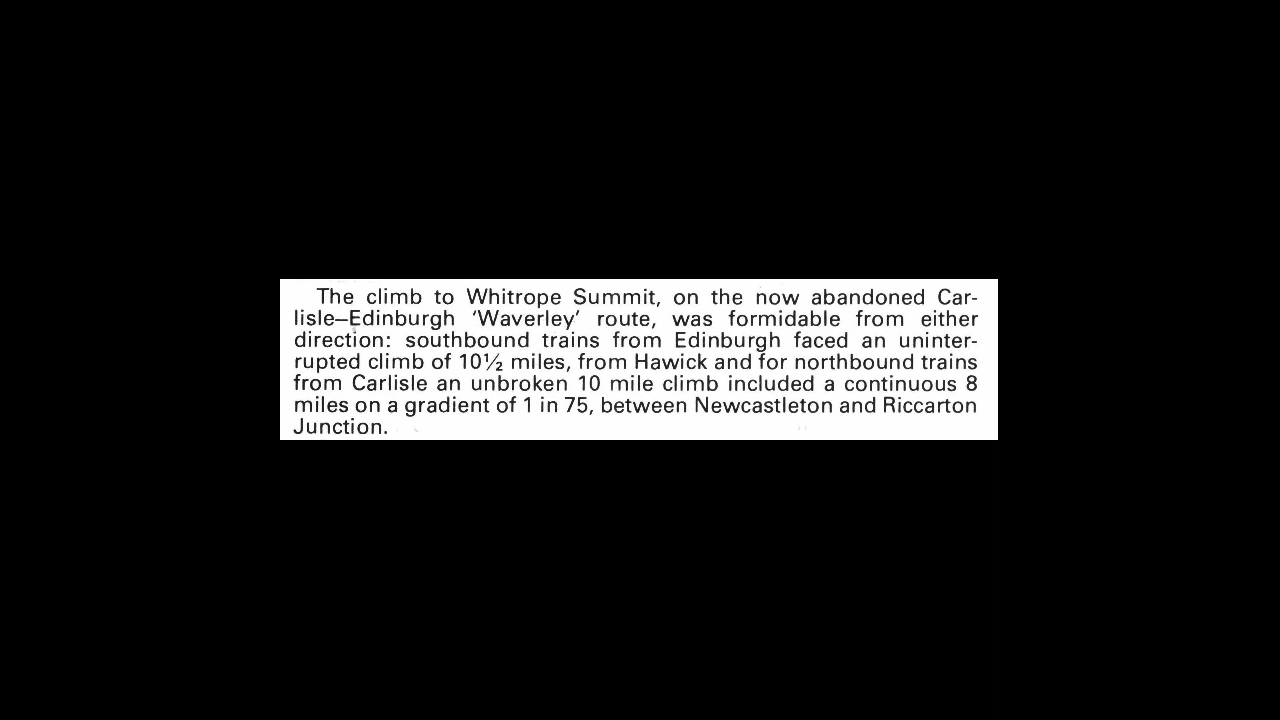 The climb to Whitrope Summit, on the now abandoned Car-
lisle–Edinburgh ‘Waverley’ route, was formidable from either
direction: southbound trains from Edinburgh faced an uninter-
rupted climb of 10½ miles, from Hawick and for northbound trains
from Carlisle an unbroken 10 mile climb included a continuous 8
miles on a gradient of 1 in 75, between Newcastleton and Riccarton
Junction.